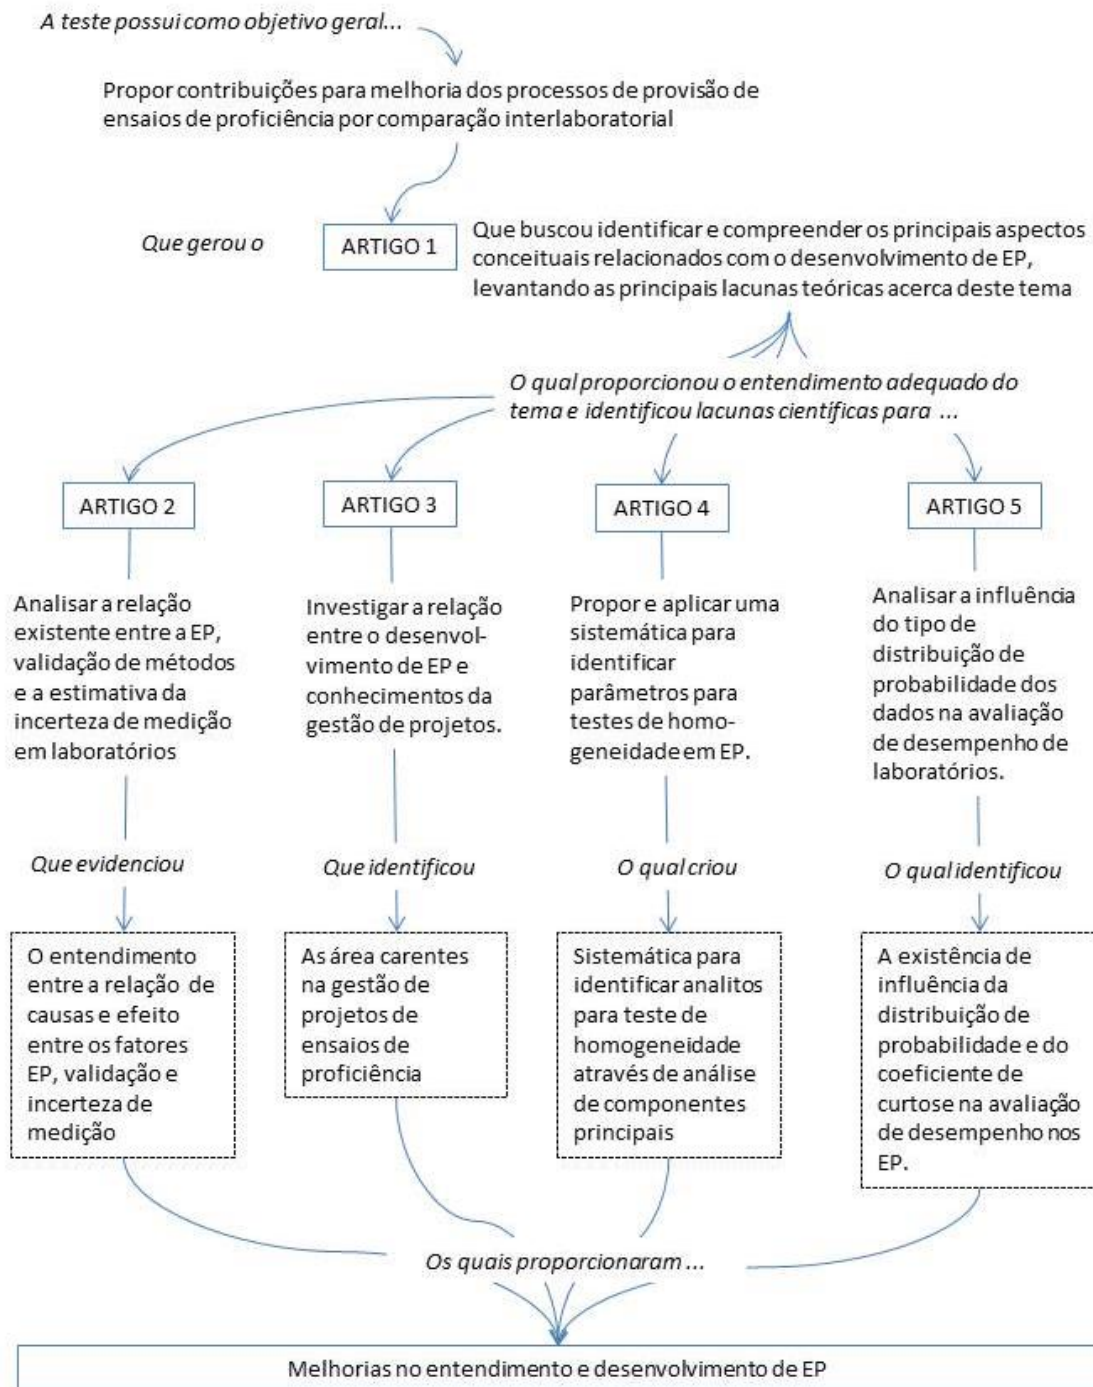 A teste possui como objetivo geral...
Propor contribuições para melhoria dos processos de provisão de
ensaios de proficiência por comparação interlaboratorial
Que gerou o
ARTIGO 1
Que buscou identificar e compreender os principais aspectos
conceituais relacionados com o desenvolvimento de EP,
levantando as principais lacunas teóricas acerca deste tema
O qual proporcionou o entendimento adequado do
tema e identificou lacunas científicas para ...
ARTIGO 2
Analisar a relação
existente entre a EP,
validação de métodos
e a estimativa da
incerteza de medição
em laboratórios
Que evidenciou
O entendimento
entre a relação de
causas e efeito
entre os fatores
EP, validação e
incerteza de
medição
ARTIGO 3
Investigar a relação
entre o desenvol-
vimento de EP e
conhecimentos da
gestão de projetos.
Que identificou
As área carentes
na gestão de
projetos de
ensaios de
proficiência
ARTIGO 4
Propor e aplicar uma
sistemática para
identificar
parâmetros para
testes de homo-
geneidade em EP.
O qual criou
Sistemática para
identificar analitos
para teste de
homogeneidade
através de análise
de componentes
principais
ARTIGO 5
Analisar a influência
do tipo de
distribuição de
probabilidade dos
dados na avaliação
de desempenho de
laboratórios.
O qual identificou
A existência de
influência da
distribuição de
probabilidade e do
coeficiente de
curtose na avaliação
de desempenho nos
EP.
Os quais proporcionaram ...
Melhorias no entendimento e desenvolvimento de EP